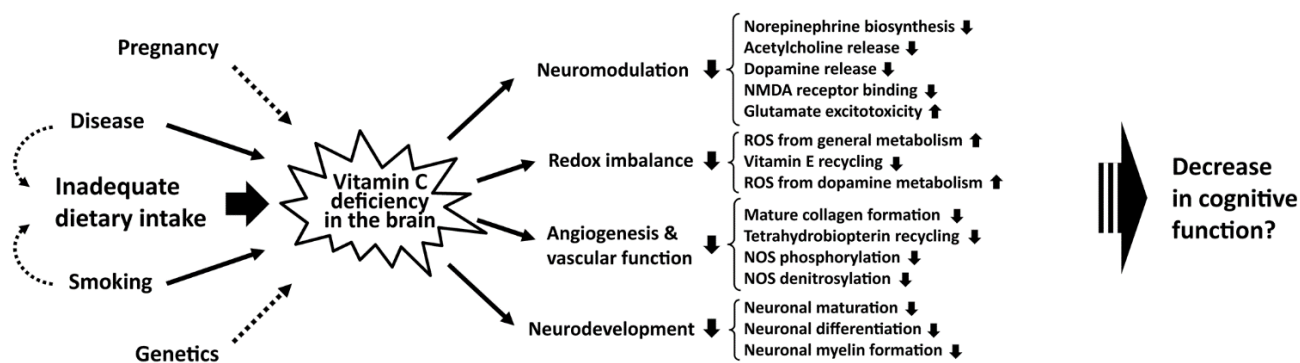 Pregnancy
Disease
Inadequate
dietary intake
Smoking
Genetics
Vitamin C
deficiency
in the brain
Neuromodulation
Norepinephrine biosynthesis
Acetylcholine release
Dopamine release
NMDA receptor binding
Glutamate excitotoxicity
Redox imbalance
ROS from general metabolism
Vitamin E recycling
ROS from dopamine metabolism
Angiogenesis &
vascular function
Mature collagen formation
Tetrahydrobiopterin recycling
NOS phosphorylation
NOS denitrosylation
Neurodevelopment
Neuronal maturation
Neuronal differentiation
Neuronal myelin formation
Decrease
in cognitive
function?